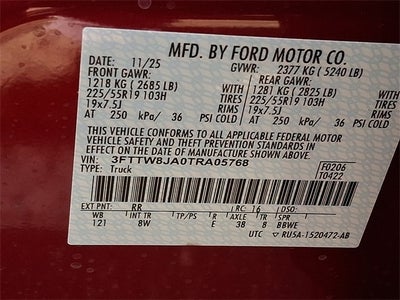 MFD. BY FORD MOTOR CO.
DATE: 11/25 GVWR: 2377 KG ( 5240 LB)
FRONT GAWR: REAR GAWR:
1218 KG ( 2685 LB) 1281 KG ( 2825 LB)
225/55R19 103H TIRES 225/55R19 103H TIRES
19x7.5J RIMS 19x7.5J RIMS
AT 250 kPa/ 36 PSI COLD AT 250 kPa/ 36 PSI COLD
THIS VEHICLE CONFORMS TO ALL APPLICABLE FEDERAL MOTOR
VEHICLE SAFETY AND THEFT PREVENTION STANDARDS IN EFFECT
ON THE DATE OF MANUFACTURE SHOWN ABOVE.
VIN: 3FTTW8JA0TRA05768 F0206
TYPE: Truck T0422
EXT PNT: RR RC: 16 DSO:
WB INT TR TP/PS R AXLE TR SPR
121 8W E 38 8 BBWE
UTC RU5A-1520472-AB